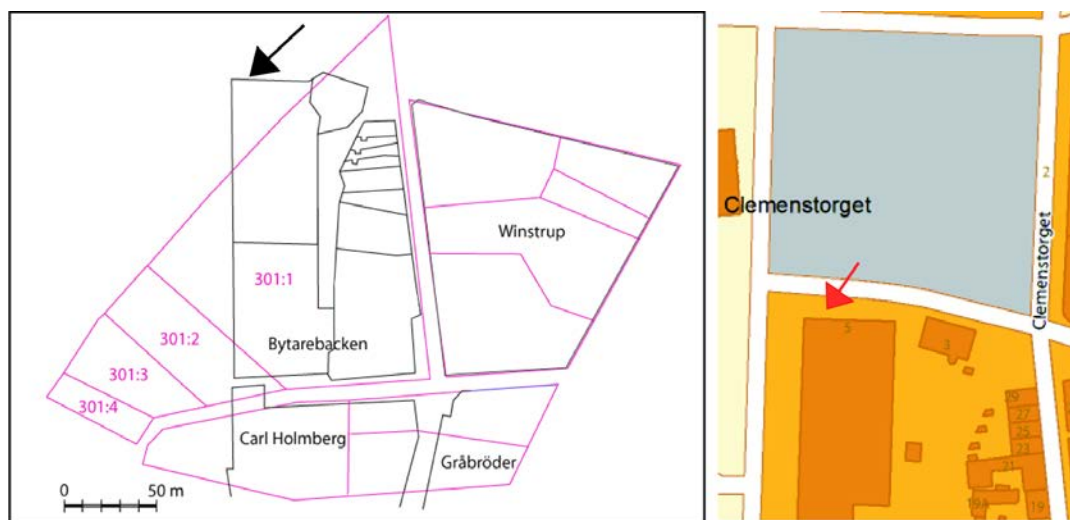 Winstrup
301:1
Bytarebacken
301:2
301:3
301:4
Carl Holmberg
Gråbröder
0 50 m
2
Clemenstorget
Clemenstorget
5
3
29
27
25
23
21
19A
19